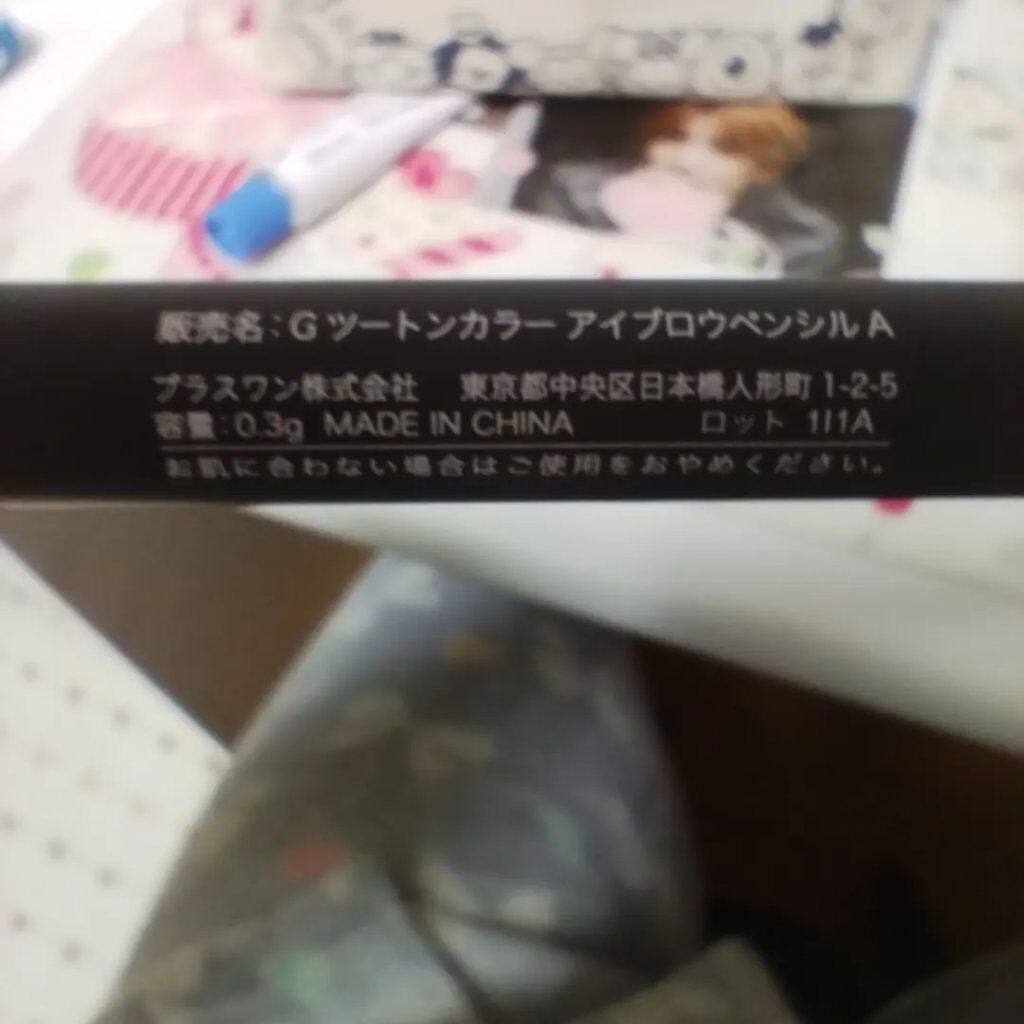 販売名：G ツートンカラー アイブロウペンシル A
プラスワン株式会社　東京都中央区日本橋人形町 1-2-5
容量：0.3g MADE IN CHINA　ロット 1I1A
お肌に合わない場合はご使用をおやめください。